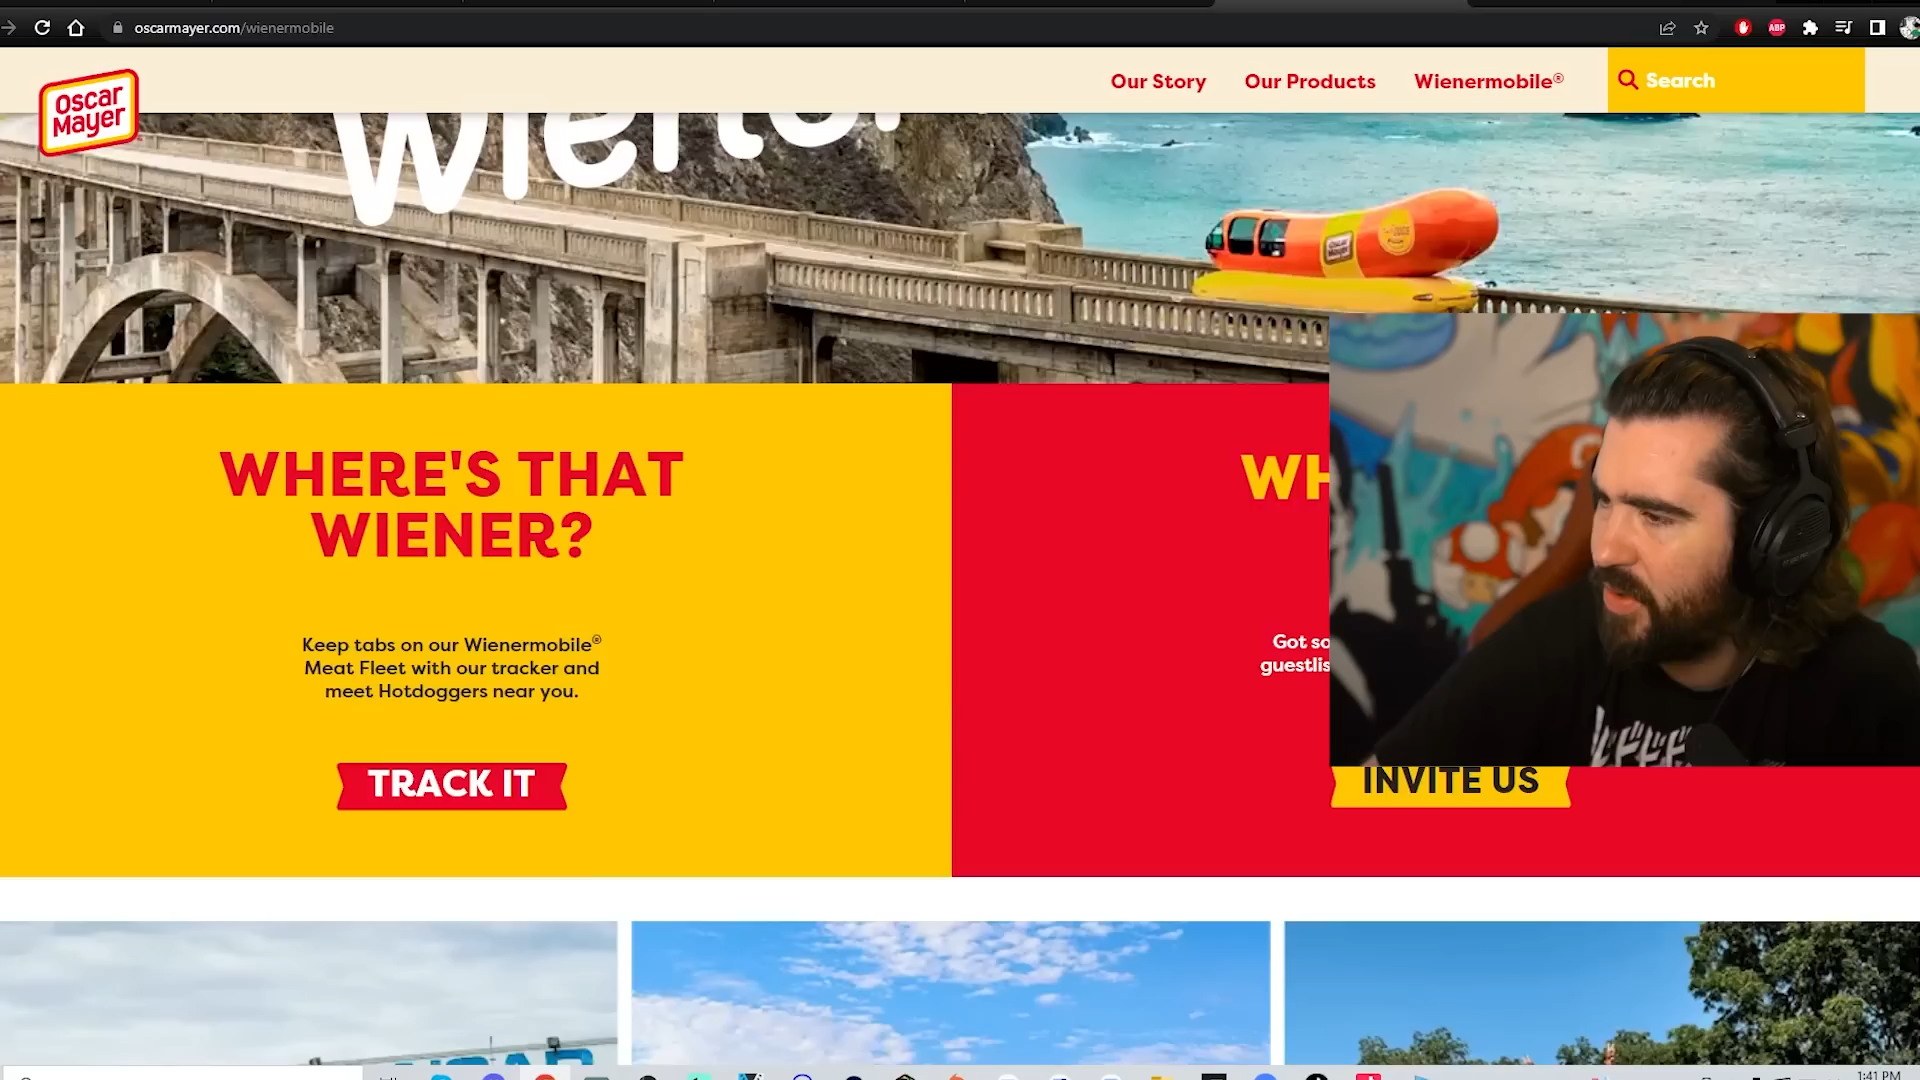 oscarmayer.com/wienermobile
ABP
Oscar
Mayer
Our Story
Our Products
Wienermobile®
Search
WHERE'S THAT
WIENER?
Keep tabs on our Wienermobile®
Meat Fleet with our tracker and
meet Hotdoggers near you.
TRACK IT
WH
Got so
guestlis
INVITE US
1:41 PM